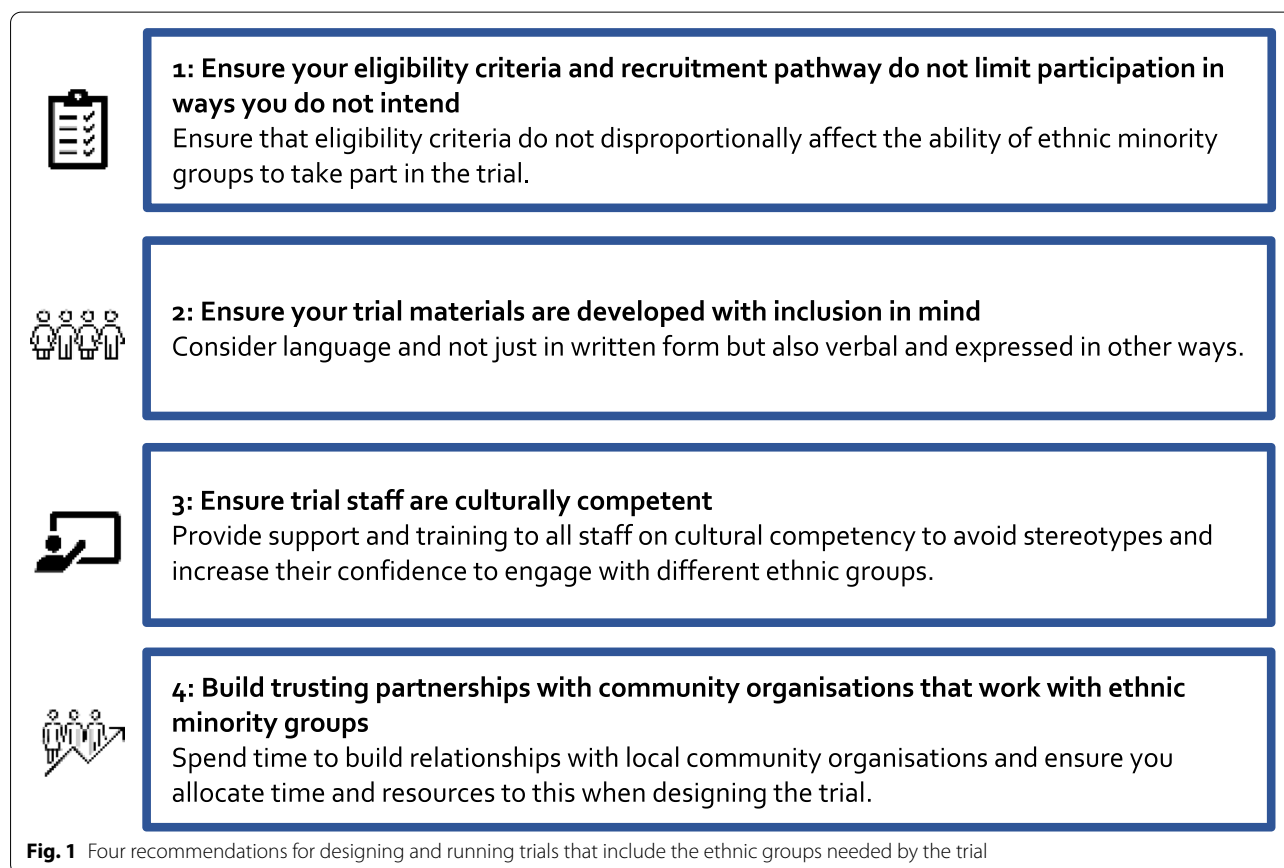 1: Ensure your eligibility criteria and recruitment pathway do not limit participation in
ways you do not intend
Ensure that eligibility criteria do not disproportionally affect the ability of ethnic minority
groups to take part in the trial.
2: Ensure your trial materials are developed with inclusion in mind
Consider language and not just in written form but also verbal and expressed in other ways.
3: Ensure trial staff are culturally competent
Provide support and training to all staff on cultural competency to avoid stereotypes and
increase their confidence to engage with different ethnic groups.
4: Build trusting partnerships with community organisations that work with ethnic
minority groups
Spend time to build relationships with local community organisations and ensure you
allocate time and resources to this when designing the trial.
Fig. 1 Four recommendations for designing and running trials that include the ethnic groups needed by the trial